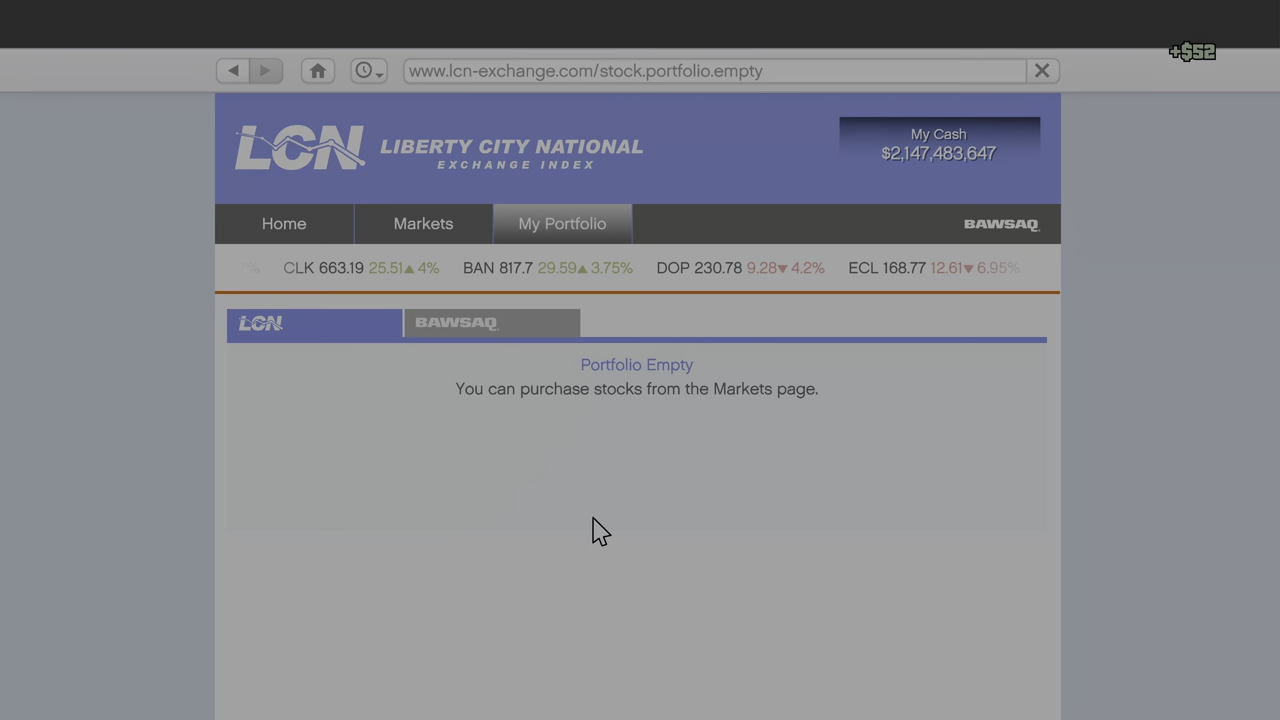 +$52
www.lcn-exchange.com/stock.portfolio.empty
LCN LIBERTY CITY NATIONAL
EXCHANGE INDEX
My Cash
$2,147,483,647
Home Markets My Portfolio BAWSAQ
7% CLK 663.19 25.51▲4% BAN 817.7 29.59▲3.75% DOP 230.78 9.28▼4.2% ECL 168.77 12.61▼6.95%
LCN BAWSAQ
Portfolio Empty
You can purchase stocks from the Markets page.